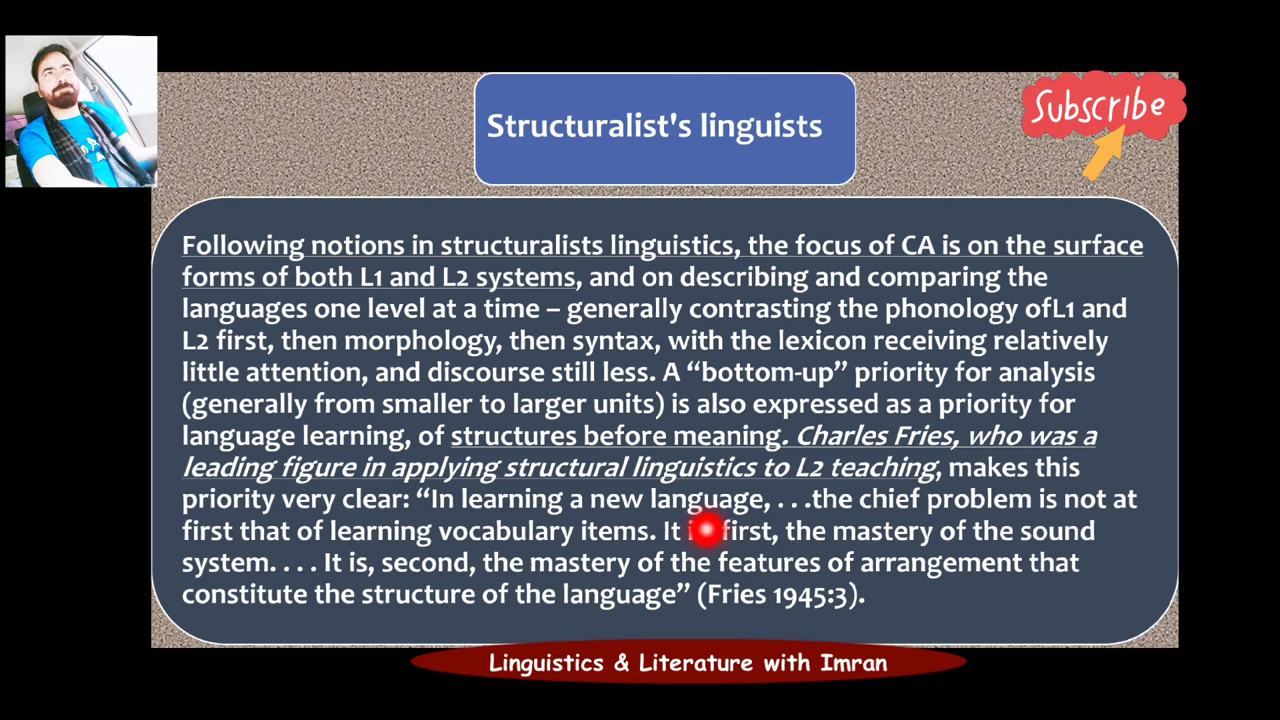 Structuralist's linguists
Subscribe
Following notions in structuralists linguistics, the focus of CA is on the surface
forms of both L1 and L2 systems, and on describing and comparing the
languages one level at a time – generally contrasting the phonology ofL1 and
L2 first, then morphology, then syntax, with the lexicon receiving relatively
little attention, and discourse still less. A “bottom-up” priority for analysis
(generally from smaller to larger units) is also expressed as a priority for
language learning, of structures before meaning. Charles Fries, who was a
leading figure in applying structural linguistics to L2 teaching, makes this
priority very clear: “In learning a new language, . . .the chief problem is not at
first that of learning vocabulary items. It first, the mastery of the sound
system. . . . It is, second, the mastery of the features of arrangement that
constitute the structure of the language” (Fries 1945:3).
Linguistics & Literature with Imran